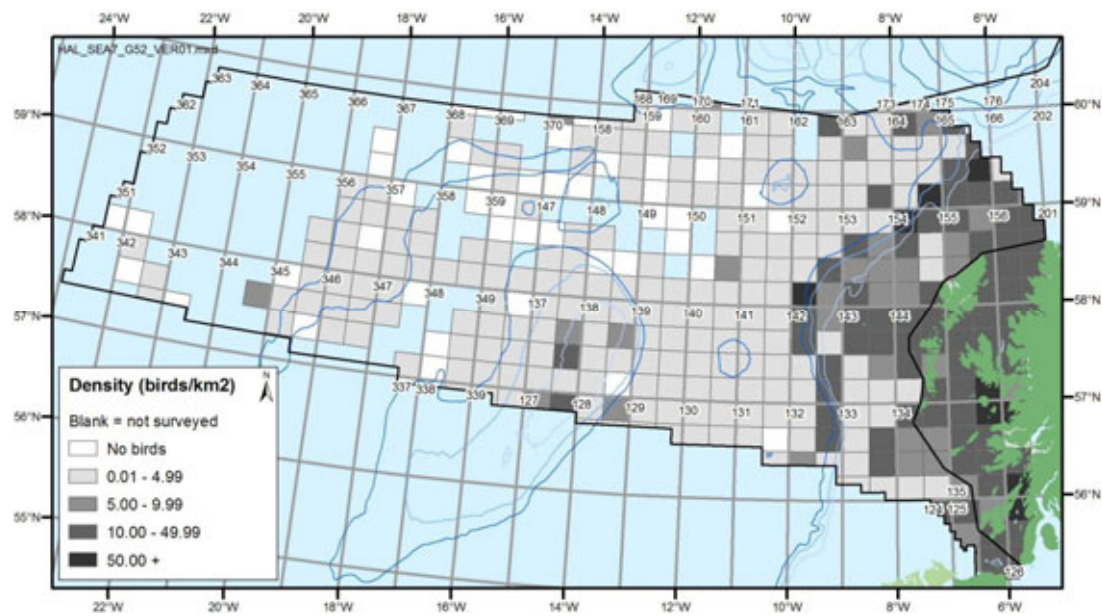 24°W 22°W 20°W 18°W 16°W 14°W 12°W 10°W 8°W 6°W
HAL_SEA7_G52_VER01.mxd
363 364 365 366 367 368 369 370
168 169 170 171 173 174 175 176 204
362 158 159 160 161 162 163 164 165 166 202
59°N 60°N
352 353 354 355 356 357 358 359 147 148 149 150 151 152 153 154 155 156 201
58°N 59°N
351
341 342 343 344 345 346 347 348 349 137 138 139 140 141 142 143 144
57°N 58°N
337 338 339 127 128 129 130 131 132 133 134
56°N 57°N
135
125
126
55°N 56°N
Density (birds/km2)
N
Blank = not surveyed
No birds
0.01 - 4.99
5.00 - 9.99
10.00 - 49.99
50.00 +
22°W 20°W 18°W 16°W 14°W 12°W 10°W 8°W 6°W